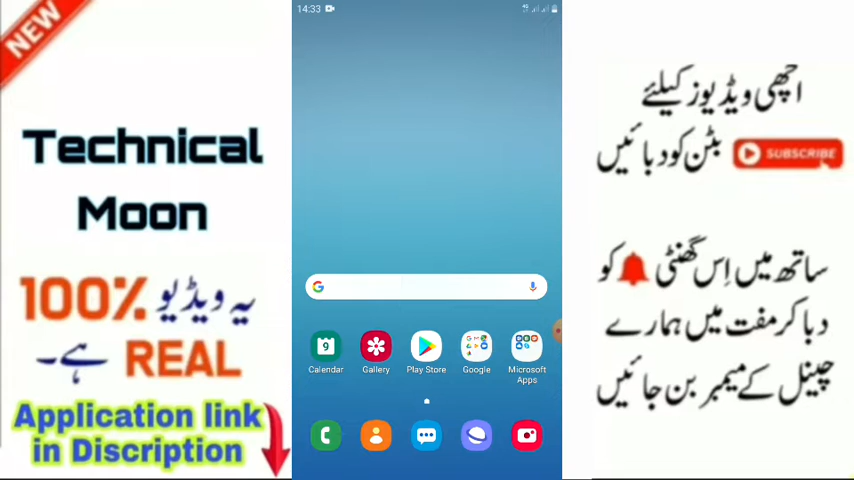 NEW
Technical
Moon
یہ ویڈیو 100%
REAL ہے۔
Application link
in Discription
14:33
4G
9
Calendar
Gallery
Play Store
Google
Microsoft
Apps
اچھی ویڈیوز کیلئے
بٹن کو دبائیں SUBSCRIBE
ساتھ میں اِس گھنٹی کو
دبا کر مفت میں ہمارے
چینل کے میمبر بن جائیں